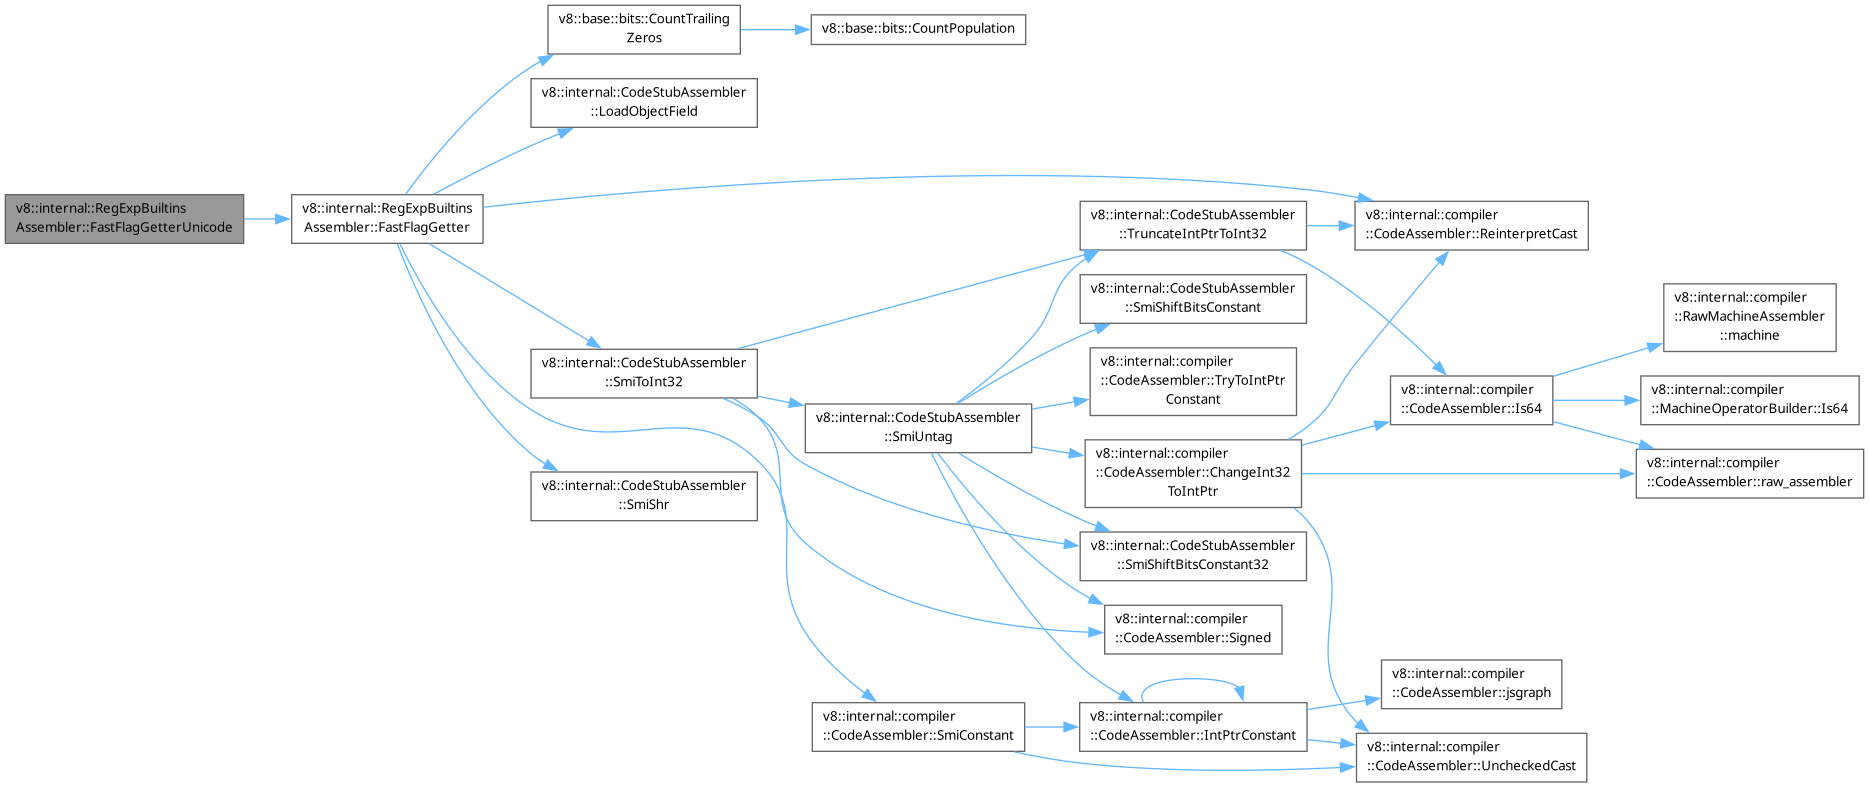 v8::internal::RegExpBuiltins
Assembler::FastFlagGetterUnicode
v8::internal::RegExpBuiltins
Assembler::FastFlagGetter
v8::base::bits::CountTrailing
Zeros
v8::base::bits::CountPopulation
v8::internal::CodeStubAssembler
::LoadObjectField
v8::internal::CodeStubAssembler
::SmiToInt32
v8::internal::CodeStubAssembler
::SmiShr
v8::internal::CodeStubAssembler
::SmiUntag
v8::internal::compiler
::CodeAssembler::SmiConstant
v8::internal::CodeStubAssembler
::TruncateIntPtrToInt32
v8::internal::CodeStubAssembler
::SmiShiftBitsConstant
v8::internal::compiler
::CodeAssembler::TryToIntPtr
Constant
v8::internal::compiler
::CodeAssembler::ChangeInt32
ToIntPtr
v8::internal::CodeStubAssembler
::SmiShiftBitsConstant32
v8::internal::compiler
::CodeAssembler::Signed
v8::internal::compiler
::CodeAssembler::IntPtrConstant
v8::internal::compiler
::CodeAssembler::ReinterpretCast
v8::internal::compiler
::CodeAssembler::Is64
v8::internal::compiler
::CodeAssembler::jsgraph
v8::internal::compiler
::CodeAssembler::UncheckedCast
v8::internal::compiler
::RawMachineAssembler
::machine
v8::internal::compiler
::MachineOperatorBuilder::Is64
v8::internal::compiler
::CodeAssembler::raw_assembler